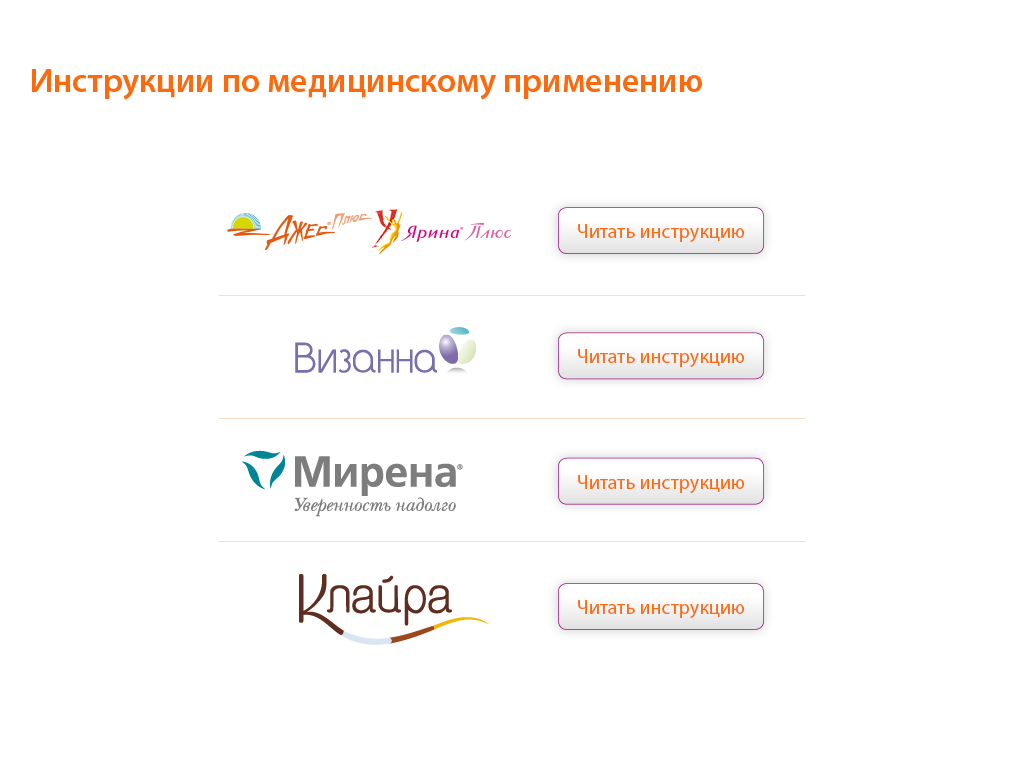 Инструкции по медицинскому применению
Джес® Плюс Ярина® Плюс Читать инструкцию
Визанна Читать инструкцию
Мирена® Читать инструкцию
Уверенность надолго
Клайра Читать инструкцию